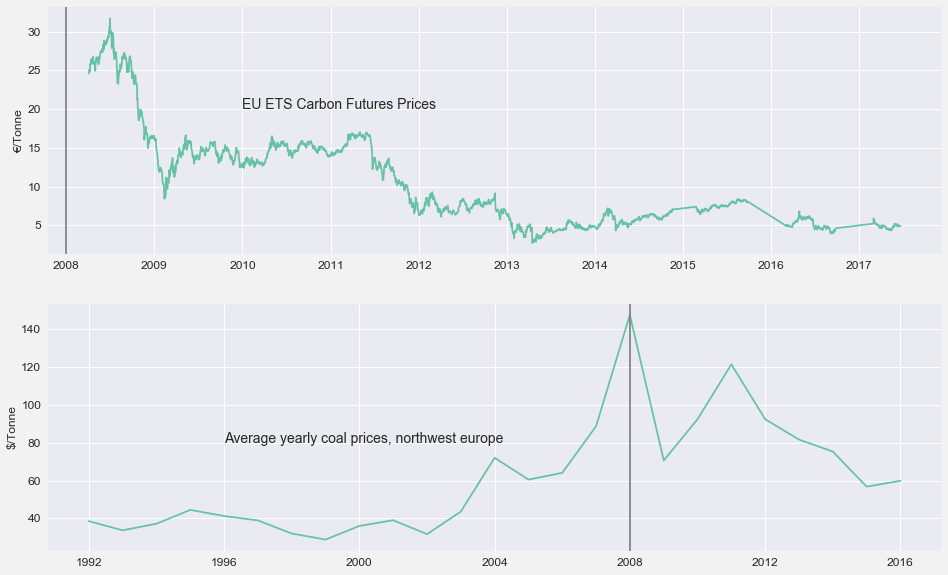 30
25
20
15
10
5
€/Tonne
EU ETS Carbon Futures Prices
2008 2009 2010 2011 2012 2013 2014 2015 2016 2017
140
120
100
80
60
40
$/Tonne
Average yearly coal prices, northwest europe
1992 1996 2000 2004 2008 2012 2016